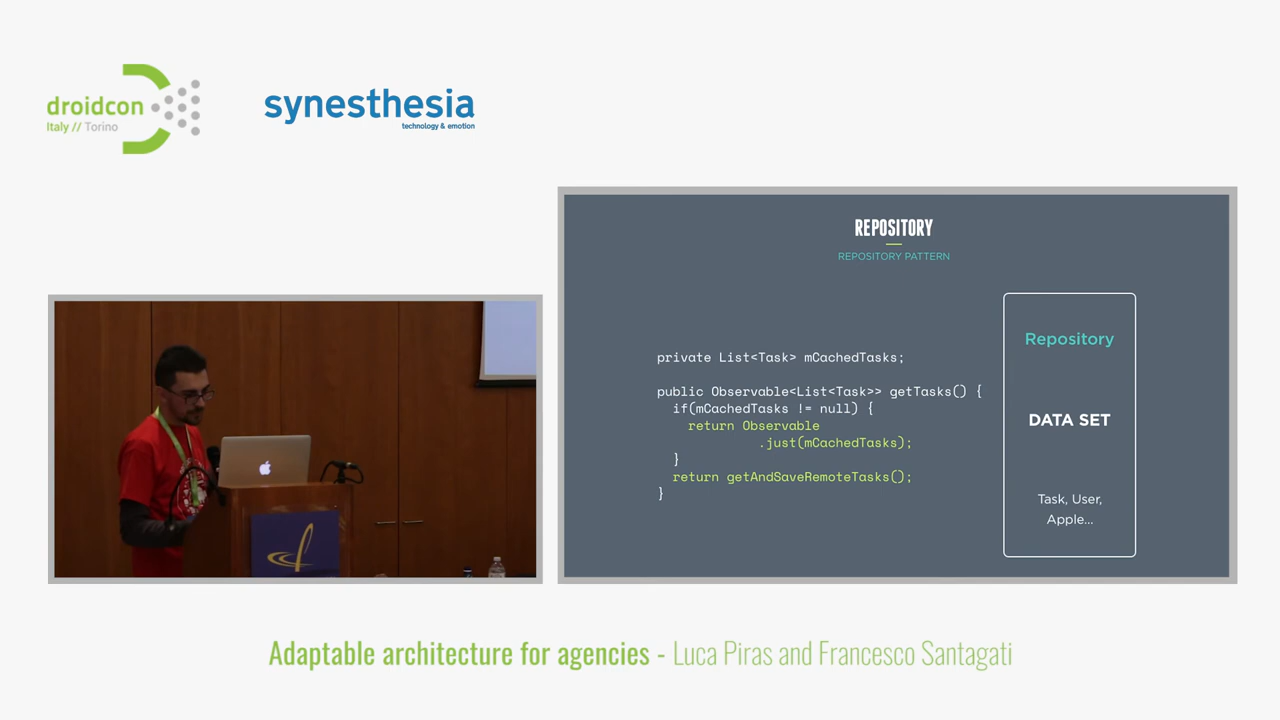 droidcon
Italy // Torino
synesthesia
technology & emotion
REPOSITORY
REPOSITORY PATTERN
private List<Task> mCachedTasks;
public Observable<List<Task>> getTasks() {
if(mCachedTasks != null) {
return Observable
.just(mCachedTasks);
}
return getAndSaveRemoteTasks();
}
Repository
DATA SET
Task, User,
Apple...
Adaptable architecture for agencies - Luca Piras and Francesco Santagati